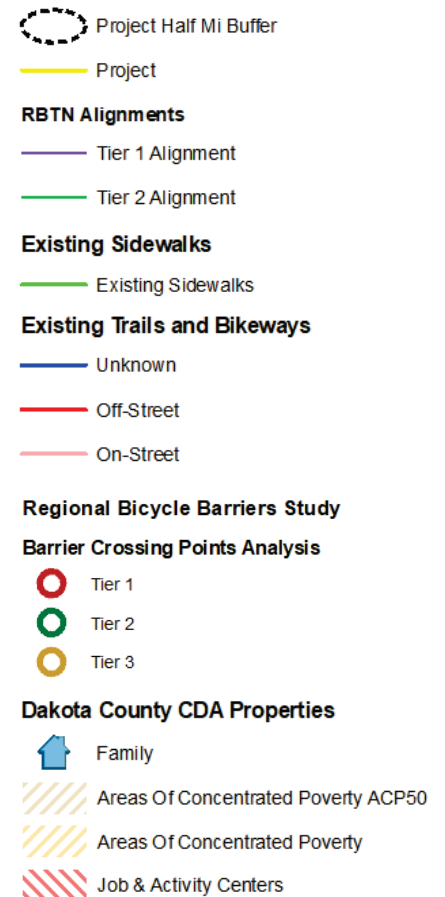 Project Half Mi Buffer
Project
RBTN Alignments
Tier 1 Alignment
Tier 2 Alignment
Existing Sidewalks
Existing Sidewalks
Existing Trails and Bikeways
Unknown
Off-Street
On-Street
Regional Bicycle Barriers Study
Barrier Crossing Points Analysis
Tier 1
Tier 2
Tier 3
Dakota County CDA Properties
Family
Areas Of Concentrated Poverty ACP50
Areas Of Concentrated Poverty
Job & Activity Centers